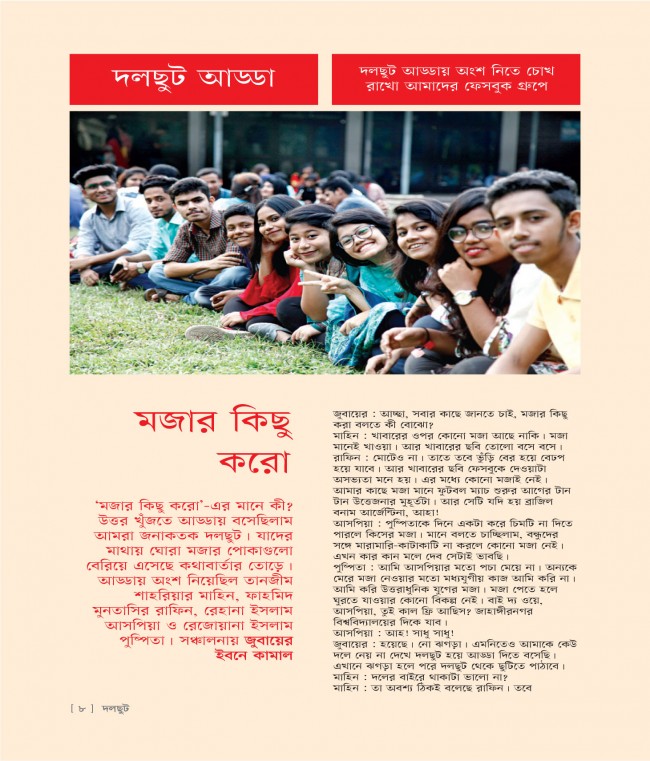 দলছুট আড্ডা
দলছুট আড্ডায় অংশ নিতে চোখ
রাখো আমাদের ফেসবুক গ্রুপে
মজার কিছু
করো
‘মজার কিছু করো’-এর মানে কী?
উত্তর খুঁজতে আড্ডায় বসেছিলাম
আমরা জনাকতক দলছুট। যাদের
মাথায় ঘোরা মজার পোকাগুলো
বেরিয়ে এসেছে কথাবার্তার তোড়ে।
আড্ডায় অংশ নিয়েছিল তানজীম
শাহরিয়ার মাহিন, ফাহমিদ
মুনতাসির রাফিন, রেহানা ইসলাম
আসপিয়া ও রেজোয়ানা ইসলাম
পুষ্পিতা। সঞ্চালনায় জুবায়ের
ইবনে কামাল
জুবায়ের : আচ্ছা, সবার কাছে জানতে চাই, মজার কিছু
করা বলতে কী বোঝো?
মাহিন : খাবারের ওপর কোনো মজা আছে নাকি। মজা
মানেই খাওয়া। আর খাবারের ছবি তোলো বসে বসে।
রাফিন : মোটেও না। তাতে তবে ভুঁড়ি বের হয়ে বেঢপ
হয়ে যাবে। আর খাবারের ছবি ফেসবুকে দেওয়াটা
অসভ্যতা মনে হয়। এর মধ্যে কোনো মজাই নেই।
আমার কাছে মজা মানে ফুটবল ম্যাচ শুরুর আগের টান
টান উত্তেজনার মুহূর্তটা। আর সেটি যদি হয় ব্রাজিল
বনাম আর্জেন্টিনা, আহা!
আসপিয়া : পুষ্পিতাকে দিনে একটা করে চিমটি না দিতে
পারলে কিসের মজা। মানে বলতে চাচ্ছিলাম, বন্ধুদের
সঙ্গে মারামারি-কাটাকাটি না করলে কোনো মজা নেই।
এখন কার কান মলে দেব সেটাই ভাবছি।
পুষ্পিতা : আমি আসপিয়ার মতো পচা মেয়ে না। অন্যকে
মেরে মজা নেওয়ার মতো মধ্যযুগীয় কাজ আমি করি না।
আমি করি উত্তরাধুনিক যুগের মজা। মজা পেতে হলে
ঘুরতে যাওয়ার কোনো বিকল্প নেই। বাই দ্য ওয়ে,
আসপিয়া, তুই কাল ফ্রি আছিস? জাহাঙ্গীরনগর
বিশ্ববিদ্যালয়ের দিকে যাব।
আসপিয়া : আহ! সাধু সাধু!
জুবায়ের : হয়েছে। নো ঝগড়া। এমনিতেও আমাকে কেউ
দলে নেয় না দেখে দলছুট হয়ে আড্ডা দিতে বসেছি।
এখানে ঝগড়া হলে পরে দলছুট থেকে ছুটিতে পাঠাবে।
মাহিন : দলের বাইরে থাকাটা ভালো না?
মাহিন : তা অবশ্য ঠিকই বলেছে রাফিন। তবে
[ ৮ ] দলছুট